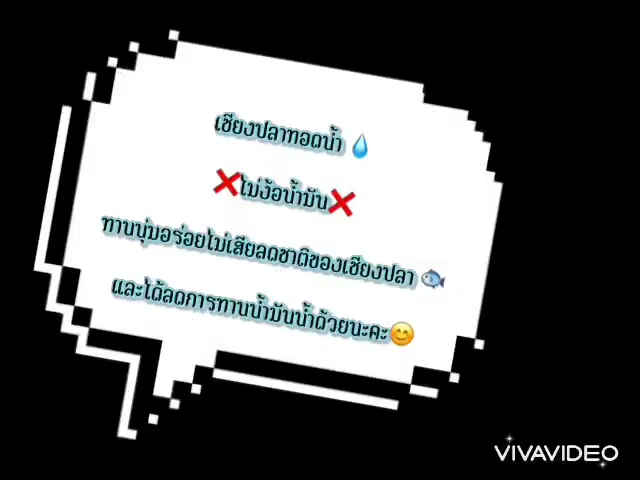 เซียงปลาทอดน้ำ 💧
❌ไม่ง้อน้ำมัน❌
ทานนุ่มอร่อยไม่เสียลดชาติของเซียงปลา 🐟
และได้ลดการทานน้ำมันน้ำด้วยนะคะ😊
VIVAVIDEO